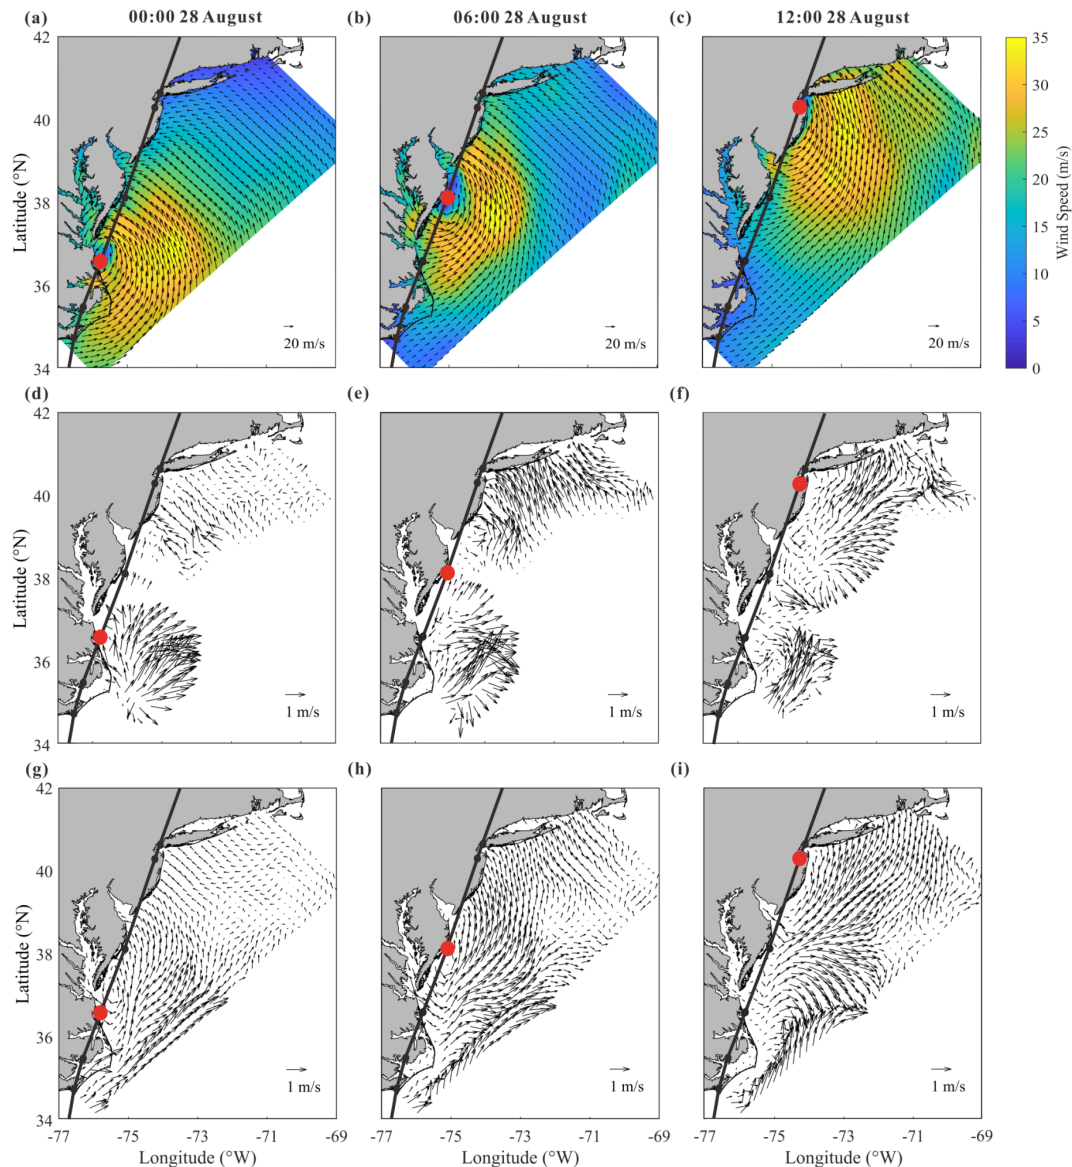 (a) 00:00 28 August
(b) 06:00 28 August
(c) 12:00 28 August
42
40
38
36
34
Latitude (°N)
20 m/s
20 m/s
20 m/s
35
30
25
20
15
10
5
0
Wind Speed (m/s)
(d)
(e)
(f)
42
40
38
36
34
Latitude (°N)
1 m/s
1 m/s
1 m/s
(g)
(h)
(i)
42
40
38
36
34
Latitude (°N)
1 m/s
1 m/s
1 m/s
-77 -75 -73 -71 -69
-77 -75 -73 -71 -69
-77 -75 -73 -71 -69
Longitude (°W)
Longitude (°W)
Longitude (°W)